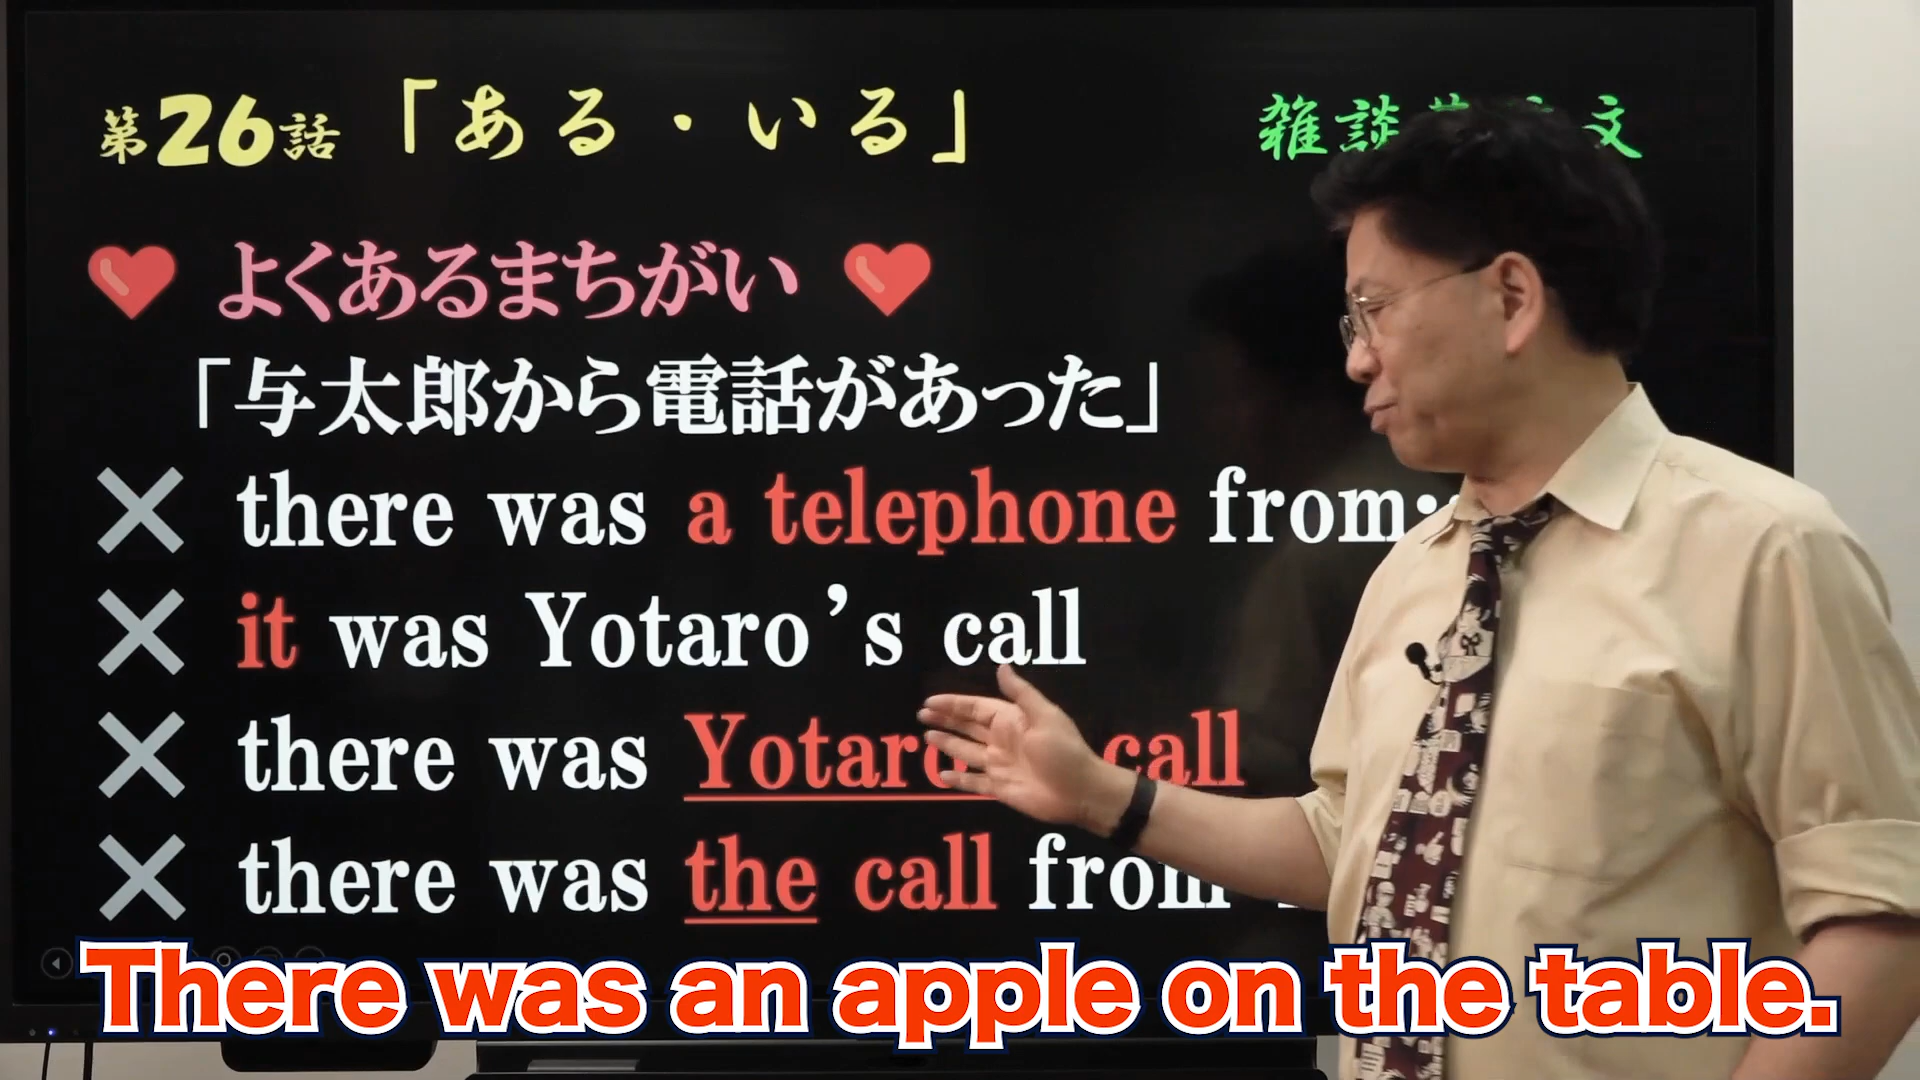 第26話 「ある・いる」 雑談 文
よくあるまちがい
「与太郎から電話があった」
there was a telephone from…
it was Yotaro’s call
there was call
there was the call from
There was an apple on the table.